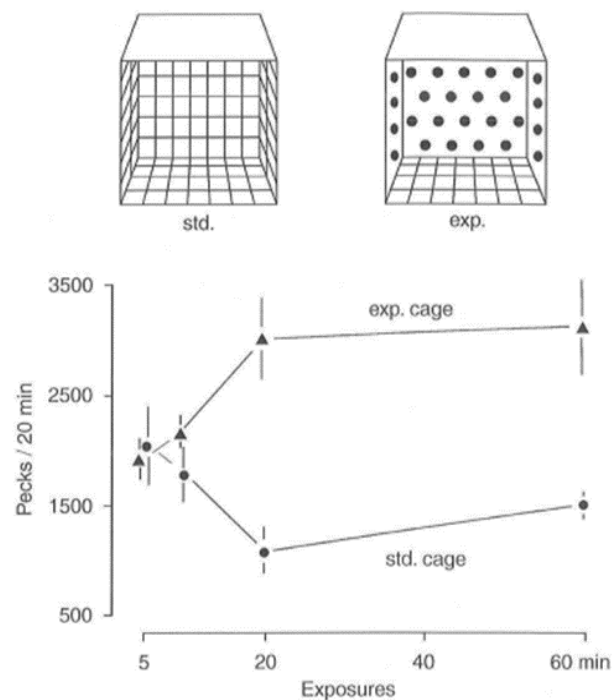 std.
exp.
3500
exp. cage
2500
Pecks / 20 min
1500
std. cage
500
5
20
40
60 min
Exposures